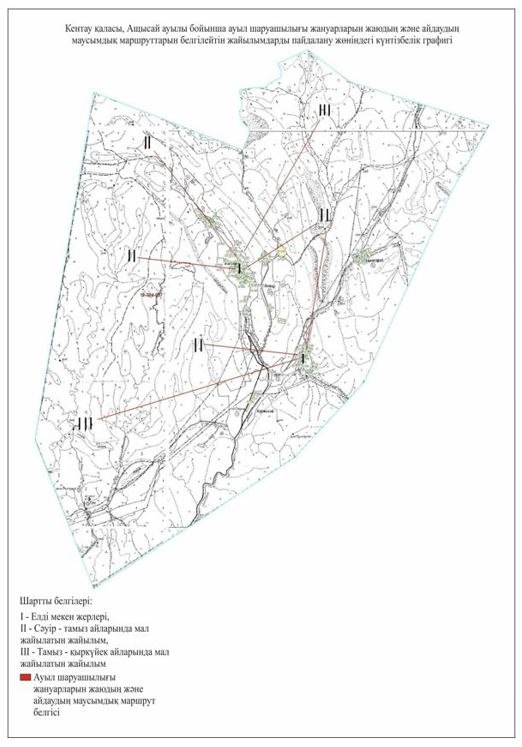 Кентау қаласы, Ащысай ауылы бойынша ауыл шаруашылығы жануарларын жаюдың және айдаудың
маусымдық маршруттарын белгілейтін жайылымдарды пайдалану жөніндегі күнтізбелік графигі
III
II
II
I
II
II
I
III
Шартты белгілері:
I - Елді мекен жерлері,
II - Сәуір - тамыз айларында мал
жайылатын жайылым,
III - Тамыз - қыркүйек айларында мал
жайылатын жайылым
Ауыл шаруашылығы
жануарларын жаюдың және
айдаудың маусымдық маршрут
белгісі